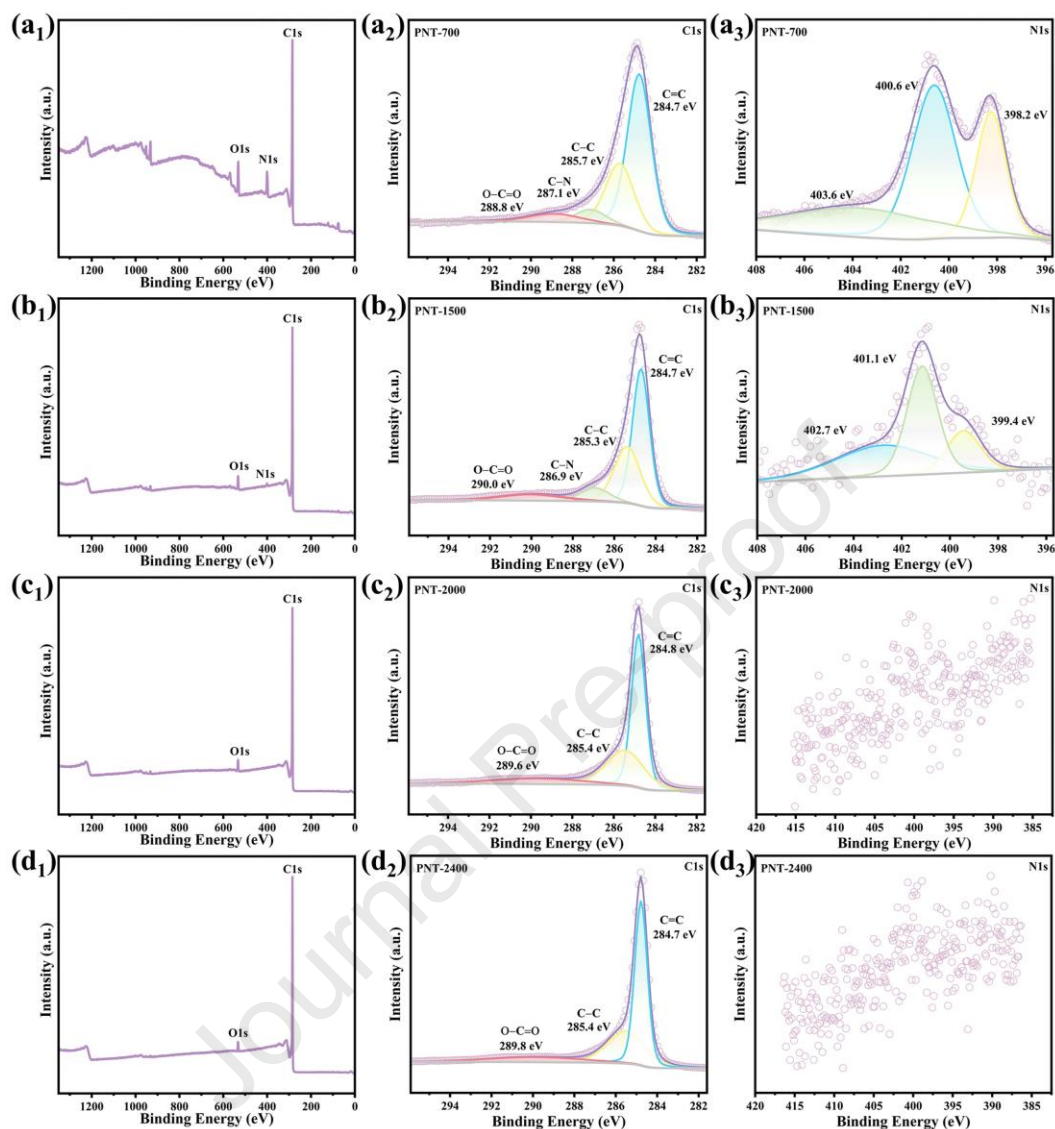 (a1)
C1s
O1s
N1s
Intensity (a.u.)
1200 1000 800 600 400 200 0
Binding Energy (eV)
(a2)
PNT-700
C1s
C=C
284.7 eV
C–C
285.7 eV
C–N
287.1 eV
O–C=O
288.8 eV
Intensity (a.u.)
294 292 290 288 286 284 282
Binding Energy (eV)
(a3)
PNT-700
N1s
400.6 eV
398.2 eV
403.6 eV
Intensity (a.u.)
408 406 404 402 400 398 396
Binding Energy (eV)
(b1)
C1s
O1s
N1s
Intensity (a.u.)
1200 1000 800 600 400 200 0
Binding Energy (eV)
(b2)
PNT-1500
C1s
C=C
284.7 eV
C–C
285.3 eV
C–N
286.9 eV
O–C=O
290.0 eV
Intensity (a.u.)
294 292 290 288 286 284 282
Binding Energy (eV)
(b3)
PNT-1500
N1s
401.1 eV
399.4 eV
402.7 eV
Intensity (a.u.)
408 406 404 402 400 398 396
Binding Energy (eV)
(c1)
C1s
O1s
Intensity (a.u.)
1200 1000 800 600 400 200 0
Binding Energy (eV)
(c2)
PNT-2000
C1s
C=C
284.8 eV
C–C
285.4 eV
O–C=O
289.6 eV
Intensity (a.u.)
294 292 290 288 286 284 282
Binding Energy (eV)
(c3)
PNT-2000
N1s
Intensity (a.u.)
420 415 410 405 400 395 390 385
Binding Energy (eV)
(d1)
C1s
O1s
Intensity (a.u.)
1200 1000 800 600 400 200 0
Binding Energy (eV)
(d2)
PNT-2400
C1s
C=C
284.7 eV
C–C
285.4 eV
O–C=O
289.8 eV
Intensity (a.u.)
294 292 290 288 286 284 282
Binding Energy (eV)
(d3)
PNT-2400
N1s
Intensity (a.u.)
420 415 410 405 400 395 390 385
Binding Energy (eV)
Journal Pre-proof